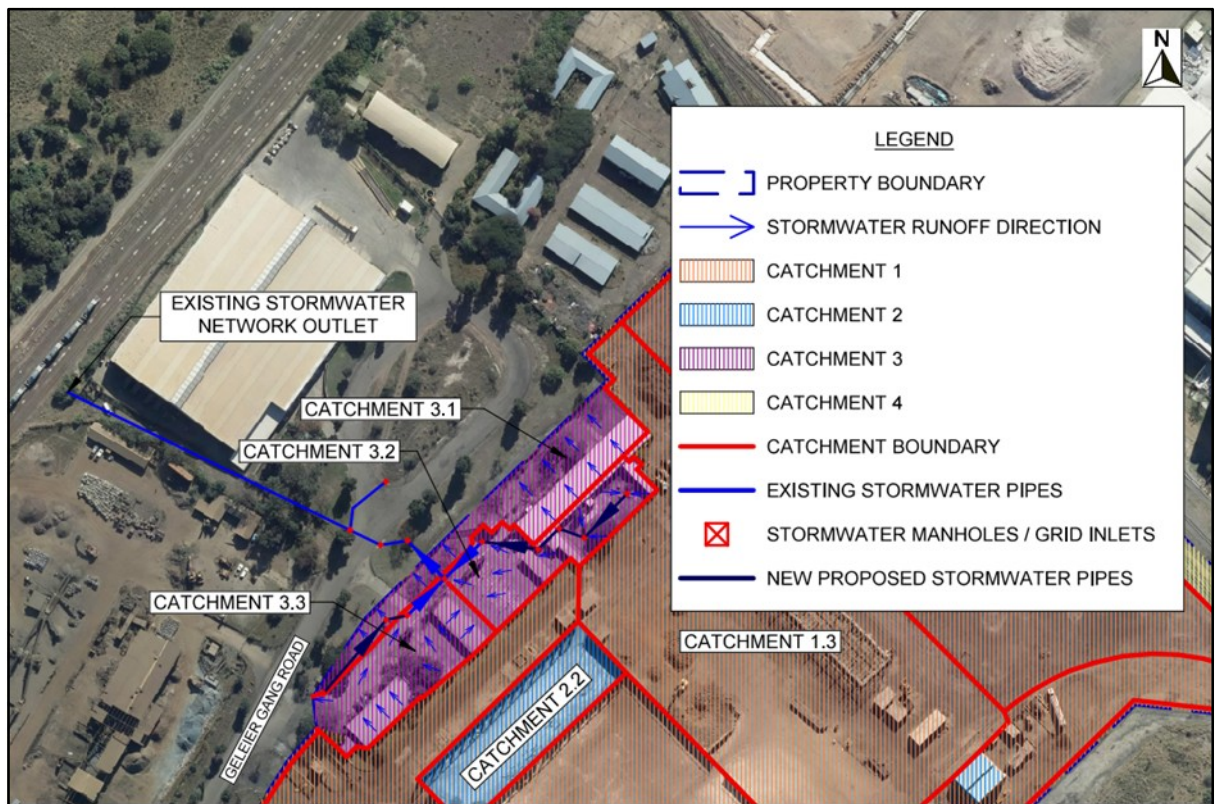 N
LEGEND
PROPERTY BOUNDARY
STORMWATER RUNOFF DIRECTION
CATCHMENT 1
CATCHMENT 2
CATCHMENT 3
CATCHMENT 4
CATCHMENT BOUNDARY
EXISTING STORMWATER PIPES
STORMWATER MANHOLES / GRID INLETS
NEW PROPOSED STORMWATER PIPES
EXISTING STORMWATER
NETWORK OUTLET
CATCHMENT 3.1
CATCHMENT 3.2
CATCHMENT 3.3
CATCHMENT 1.3
CATCHMENT 2.2
GELEIER GANG ROAD